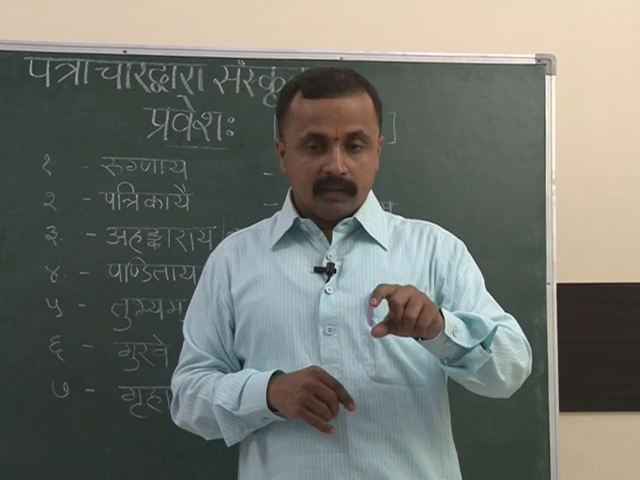 पत्राचारद्वारा
प्रवेशः [ ]
१ - रुग्णाय -
२ - पत्रिकायै -
३. - अहङ्काराय
४. - पण्डिताय
५ -
६ - गुरवे
७ -